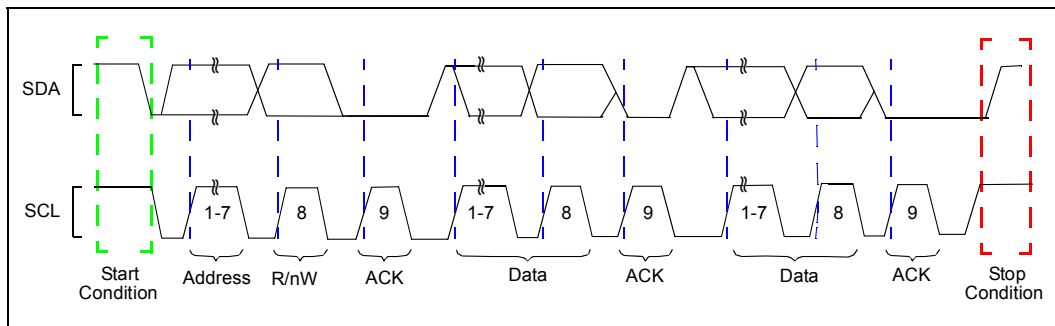 SDA
SCL
1-7 8 9 1-7 8 9 1-7 8 9
Start Condition
Address
R/nW
ACK
Data
ACK
Data
ACK
Stop Condition